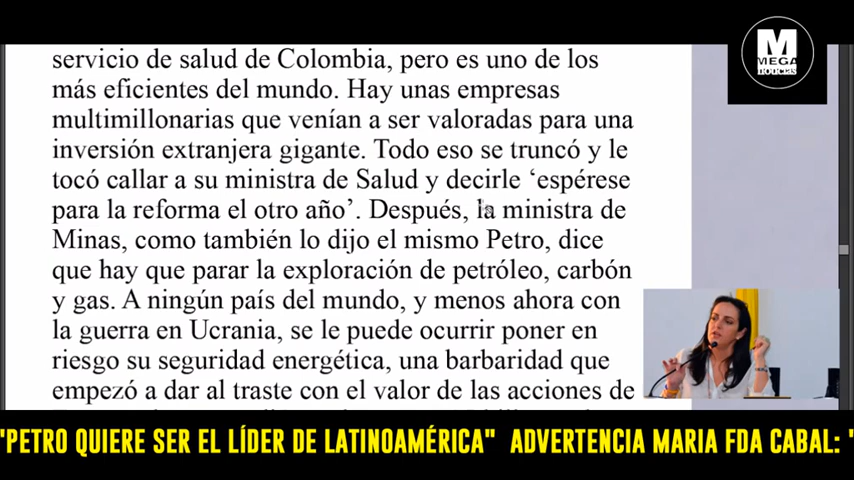 MEGA
noticias
servicio de salud de Colombia, pero es uno de los
más eficientes del mundo. Hay unas empresas
multimillonarias que venían a ser valoradas para una
inversión extranjera gigante. Todo eso se truncó y le
tocó callar a su ministra de Salud y decirle ‘espérese
para la reforma el otro año’. Después, la ministra de
Minas, como también lo dijo el mismo Petro, dice
que hay que parar la exploración de petróleo, carbón
y gas. A ningún país del mundo, y menos ahora con
la guerra en Ucrania, se le puede ocurrir poner en
riesgo su seguridad energética, una barbaridad que
empezó a dar al traste con el valor de las acciones de
"PETRO QUIERE SER EL LÍDER DE LATINOAMÉRICA" ADVERTENCIA MARIA FDA CABAL: "